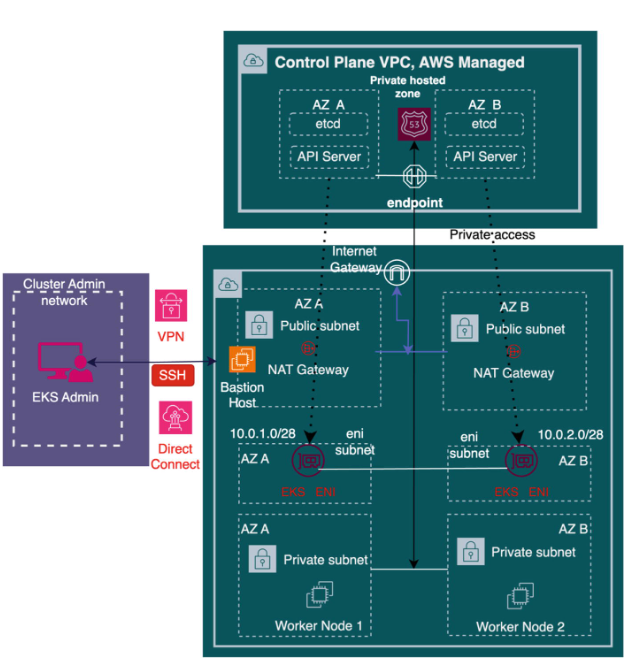 Control Plane VPC, AWS Managed
Private hosted
zone
AZ A
etcd
API Server
53
AZ B
etcd
API Server
endpoint
Private access
Internet
Gateway
Cluster Admin
network
EKS Admin
VPN
SSH
Direct
Connect
AZ A
Public subnet
NAT Gateway
Bastion
Host
AZ B
Public subnet
NAT Gateway
10.0.1.0/28
eni
subnet
AZ A
EKS ENI
eni
subnet
10.0.2.0/28
AZ B
EKS ENI
AZ A
Private subnet
Worker Node 1
AZ B
Private subnet
Worker Node 2